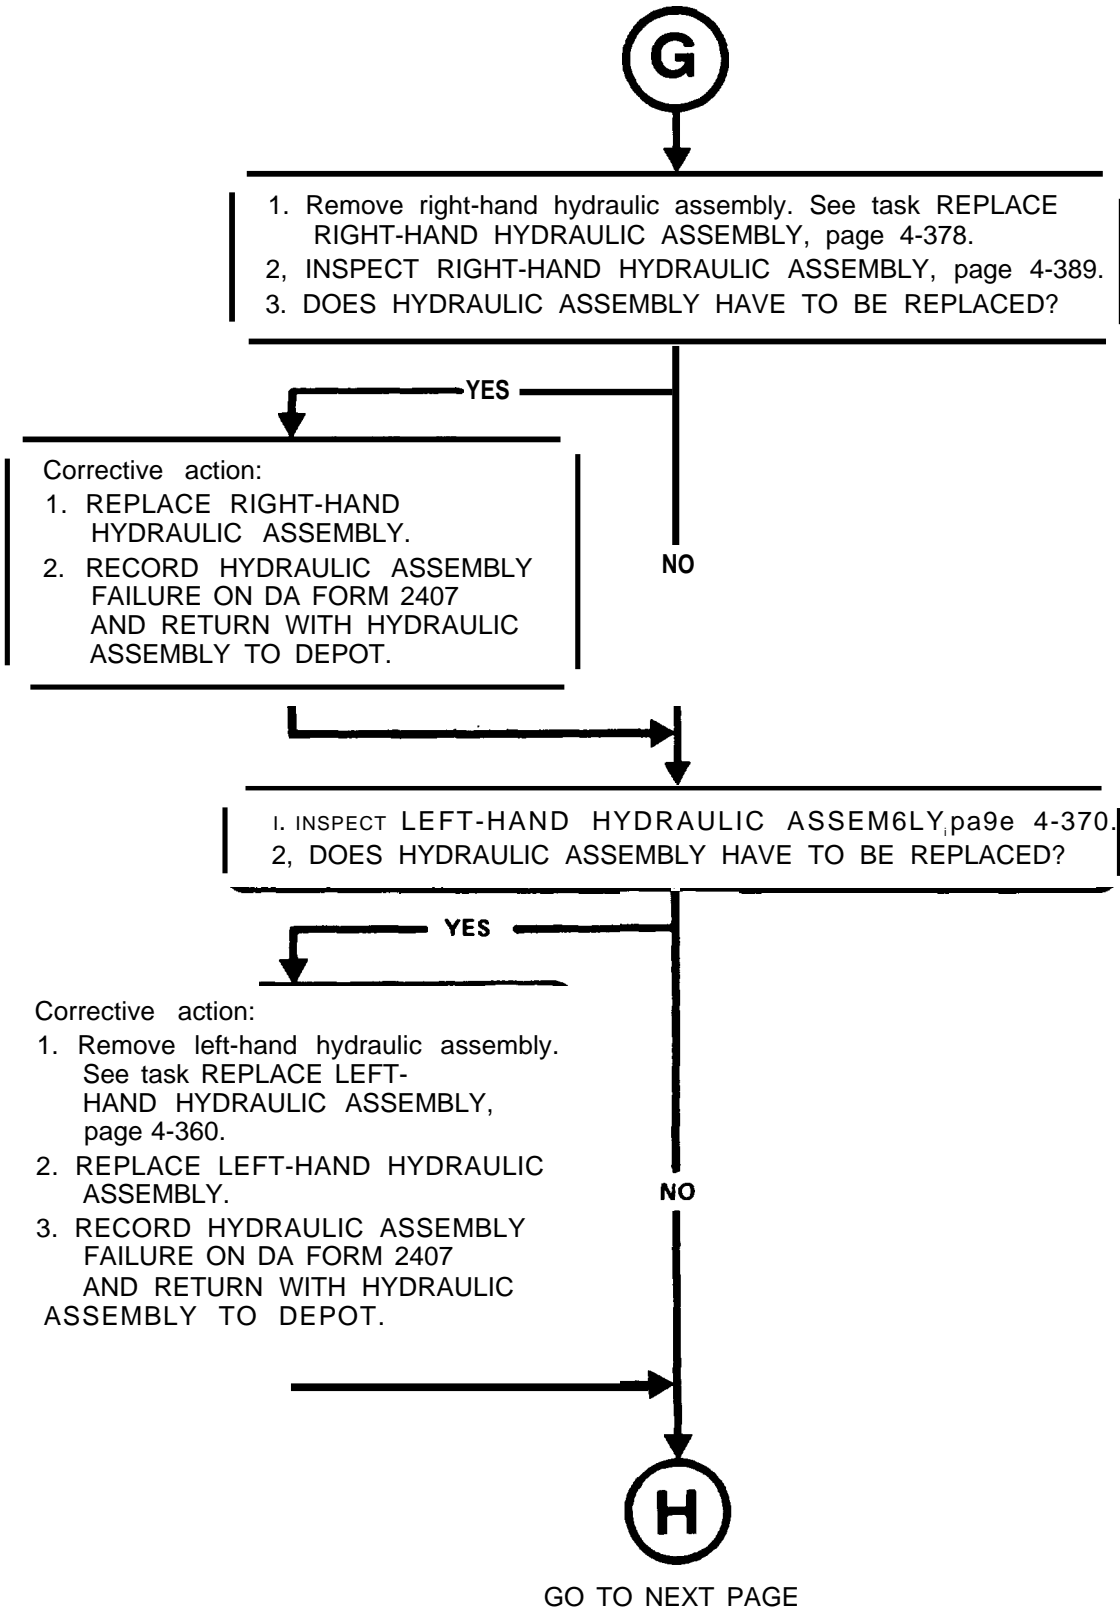 G
1. Remove right-hand hydraulic assembly. See task REPLACE
RIGHT-HAND HYDRAULIC ASSEMBLY, page 4-378.
2, INSPECT RIGHT-HAND HYDRAULIC ASSEMBLY, page 4-389.
3. DOES HYDRAULIC ASSEMBLY HAVE TO BE REPLACED?
YES
Corrective action:
1. REPLACE RIGHT-HAND
HYDRAULIC ASSEMBLY.
2. RECORD HYDRAULIC ASSEMBLY
FAILURE ON DA FORM 2407
AND RETURN WITH HYDRAULIC
ASSEMBLY TO DEPOT.
NO
I. INSPECT LEFT-HAND HYDRAULIC ASSEM6LY,pa9e 4-370.
2, DOES HYDRAULIC ASSEMBLY HAVE TO BE REPLACED?
YES
Corrective action:
1. Remove left-hand hydraulic assembly.
See task REPLACE LEFT-
HAND HYDRAULIC ASSEMBLY,
page 4-360.
2. REPLACE LEFT-HAND HYDRAULIC
ASSEMBLY.
3. RECORD HYDRAULIC ASSEMBLY
FAILURE ON DA FORM 2407
AND RETURN WITH HYDRAULIC
ASSEMBLY TO DEPOT.
NO
H
GO TO NEXT PAGE